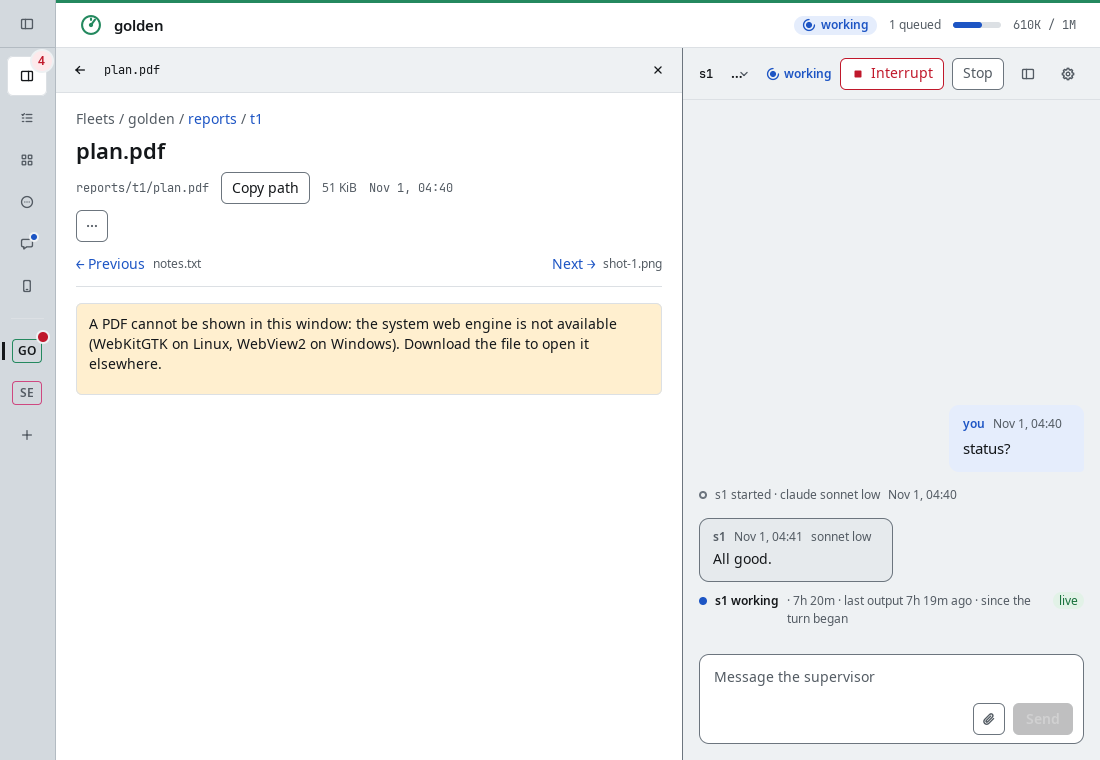 golden
working
1 queued
610K / 1M
4
plan.pdf
s1
...
working
Interrupt
Stop
Fleets / golden / reports / t1
plan.pdf
reports/t1/plan.pdf
Copy path
51 KiB
Nov 1, 04:40
...
← Previous notes.txt
Next → shot-1.png
A PDF cannot be shown in this window: the system web engine is not available
(WebKitGTK on Linux, WebView2 on Windows). Download the file to open it
elsewhere.
GO
SE
you Nov 1, 04:40
status?
s1 started · claude sonnet low Nov 1, 04:40
s1 Nov 1, 04:41 sonnet low
All good.
s1 working · 7h 20m · last output 7h 19m ago · since the
turn began
live
Message the supervisor
Send